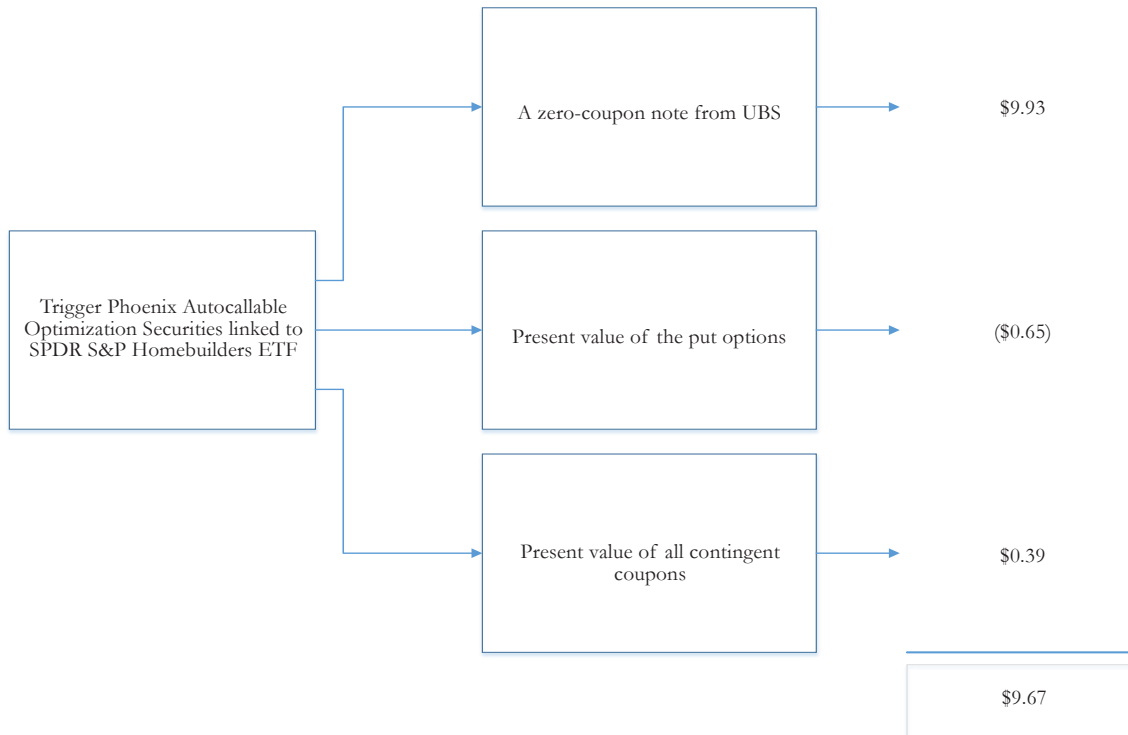 A zero-coupon note from UBS
$9.93
Trigger Phoenix Autocallable
Optimization Securities linked to
SPDR S&P Homebuilders ETF
Present value of the put options
($0.65)
Present value of all contingent
coupons
$0.39
$9.67